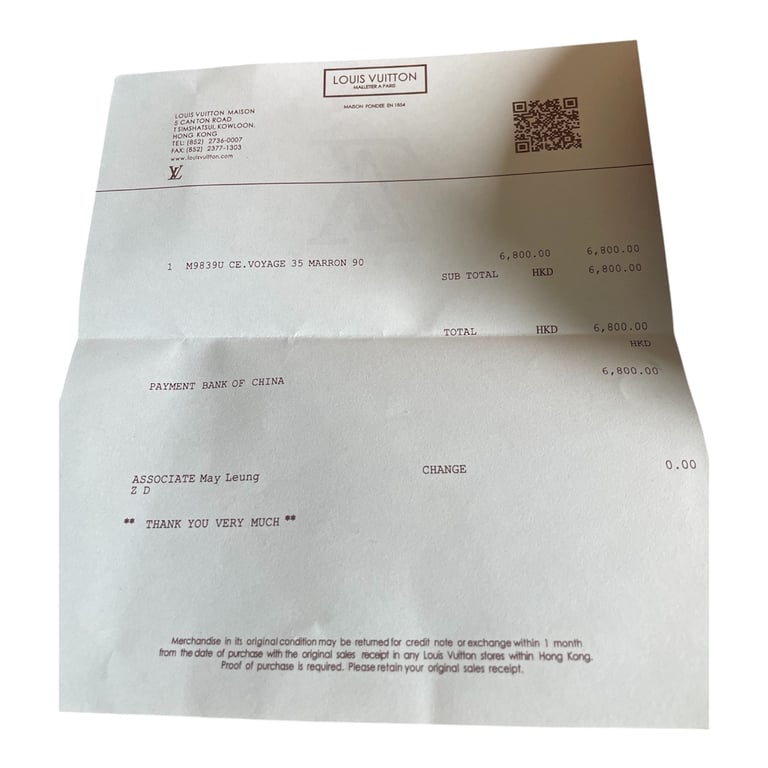 LOUIS VUITTON
MALLETIER A PARIS
MAISON FONDEE EN 1854
LOUIS VUITTON MAISON
5 CANTON ROAD
TSIMSHATSUI, KOWLOON,
HONG KONG
TEL: (852) 2736-0007
FAX: (852) 2377-1303
www.louisvuitton.com
LV
1 M9839U CE.VOYAGE 35 MARRON 90 6,800.00 6,800.00
SUB TOTAL HKD 6,800.00
TOTAL HKD 6,800.00
HKD
PAYMENT BANK OF CHINA 6,800.00
CHANGE 0.00
ASSOCIATE May Leung
Z D
** THANK YOU VERY MUCH **
Merchandise in its original condition may be returned for credit note or exchange within 1 month
from the date of purchase with the original sales receipt in any Louis Vuitton stores within Hong Kong.
Proof of purchase is required. Please retain your original sales receipt.